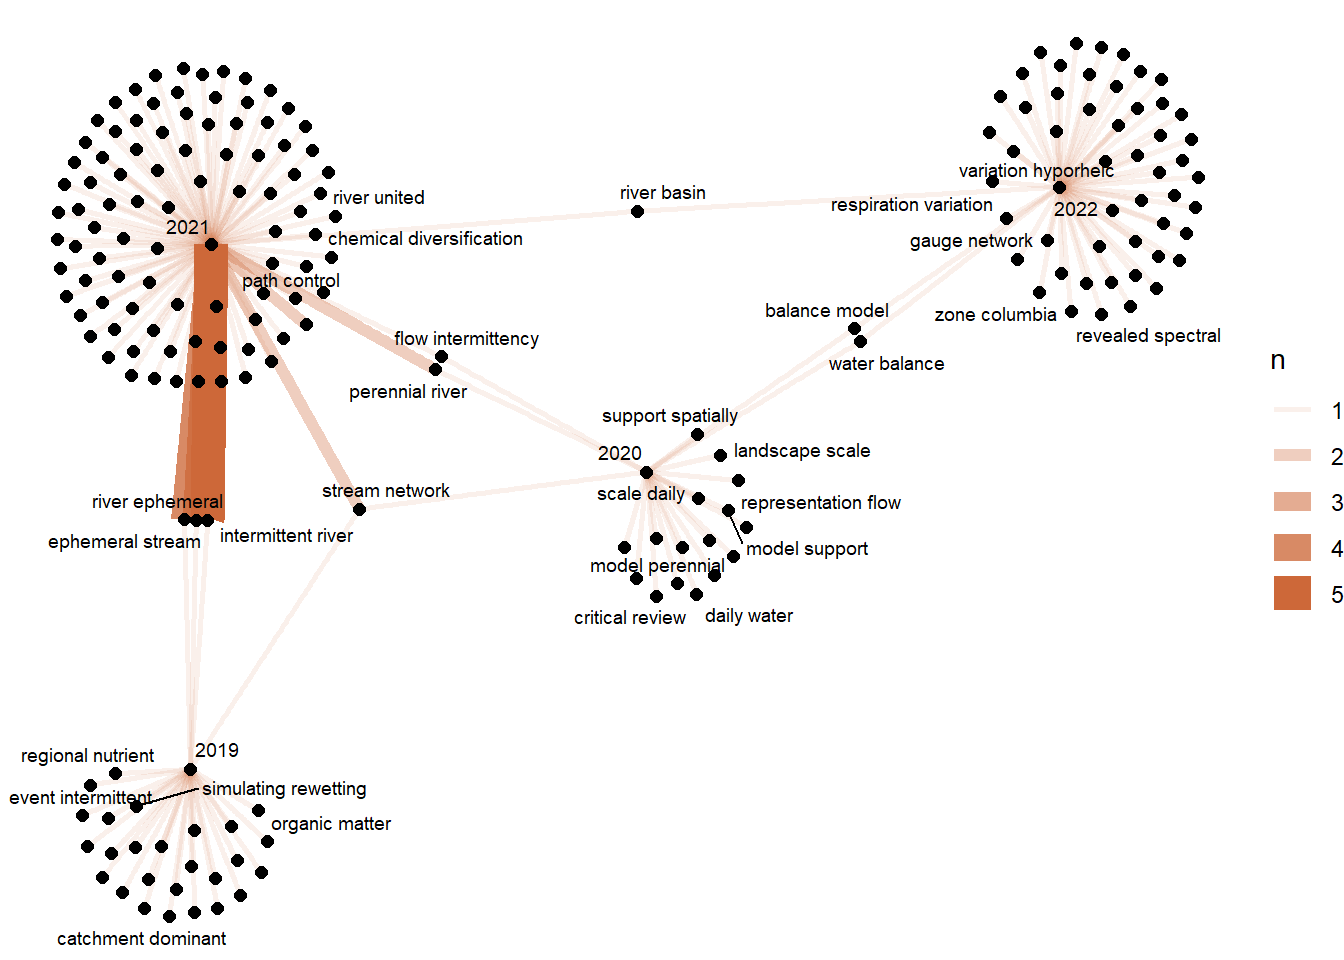 river united
2021
chemical diversification
path control
river basin
variation hyporheic
respiration variation
2022
gauge network
zone columbia
revealed spectral
balance model
water balance
flow intermittency
perennial river
n
1
2
3
4
5
support spatially
2020
landscape scale
scale daily
representation flow
model support
model perennial
critical review
daily water
stream network
river ephemeral
ephemeral stream
intermittent river
2019
regional nutrient
simulating rewetting
event intermittent
organic matter
catchment dominant